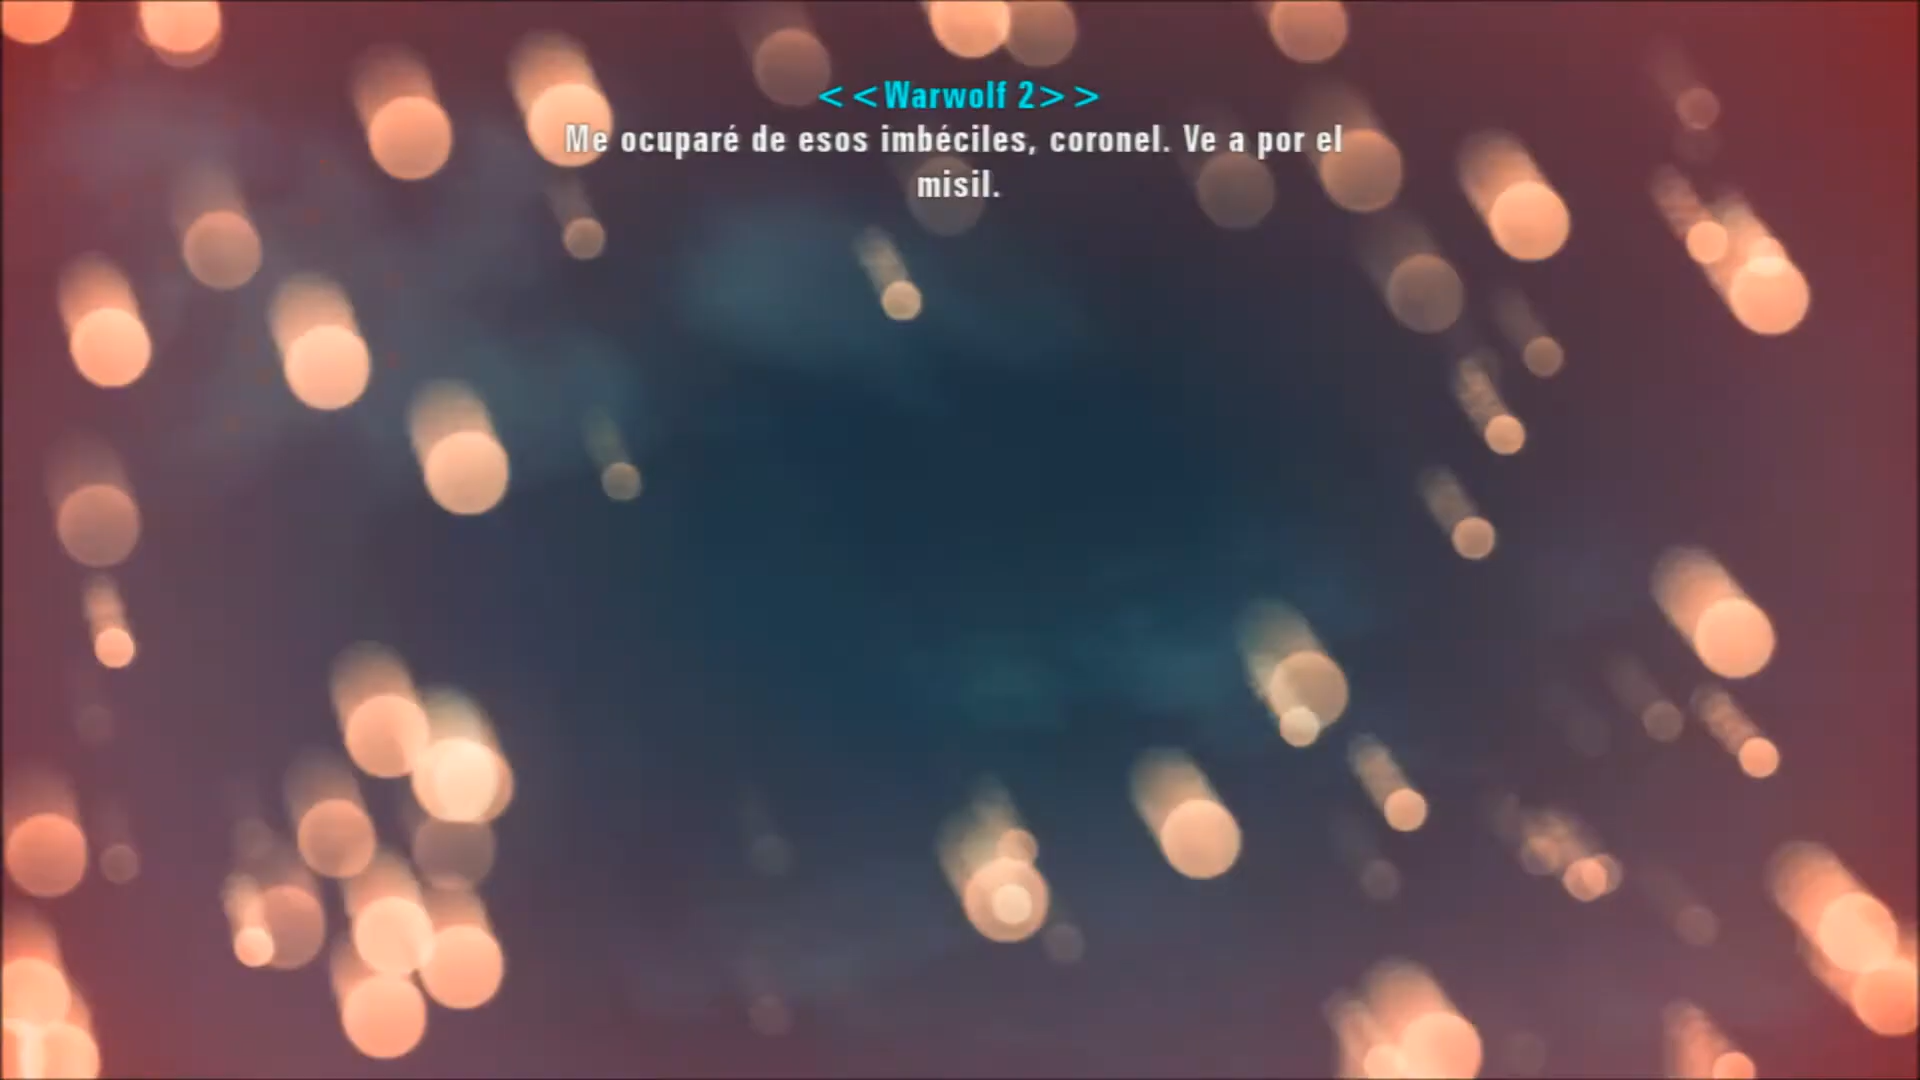 <<Warwolf 2>>
Me ocuparé de esos imbéciles, coronel. Ve a por el
misil.